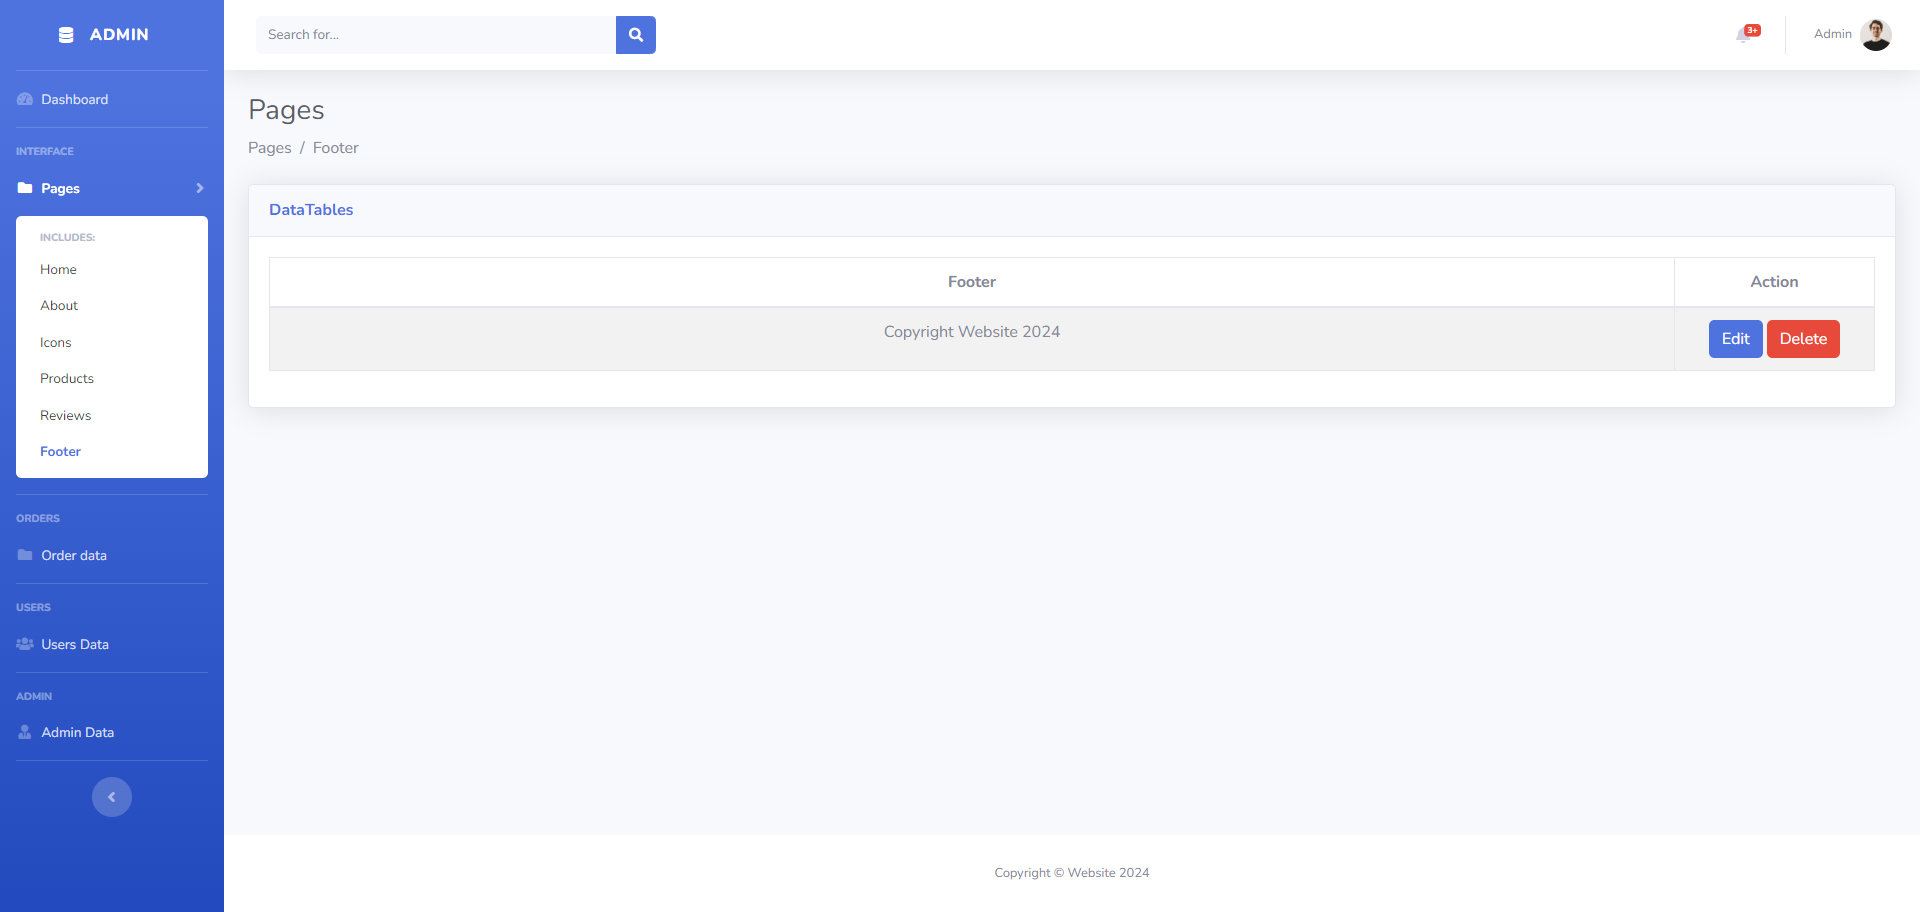 ADMIN
Dashboard
INTERFACE
Pages
INCLUDES:
Home
About
Icons
Products
Reviews
Footer
ORDERS
Order data
USERS
Users Data
ADMIN
Admin Data
Search for...
3+
Admin
Pages
Pages / Footer
DataTables
Footer Action
Copyright Website 2024 Edit Delete
Copyright © Website 2024